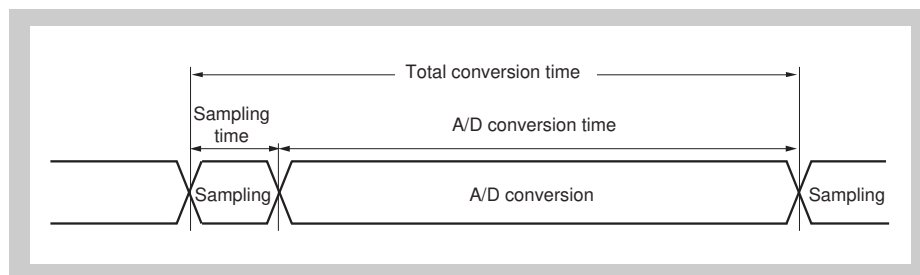 Total conversion time
Sampling
time
A/D conversion time
Sampling
A/D conversion
Sampling